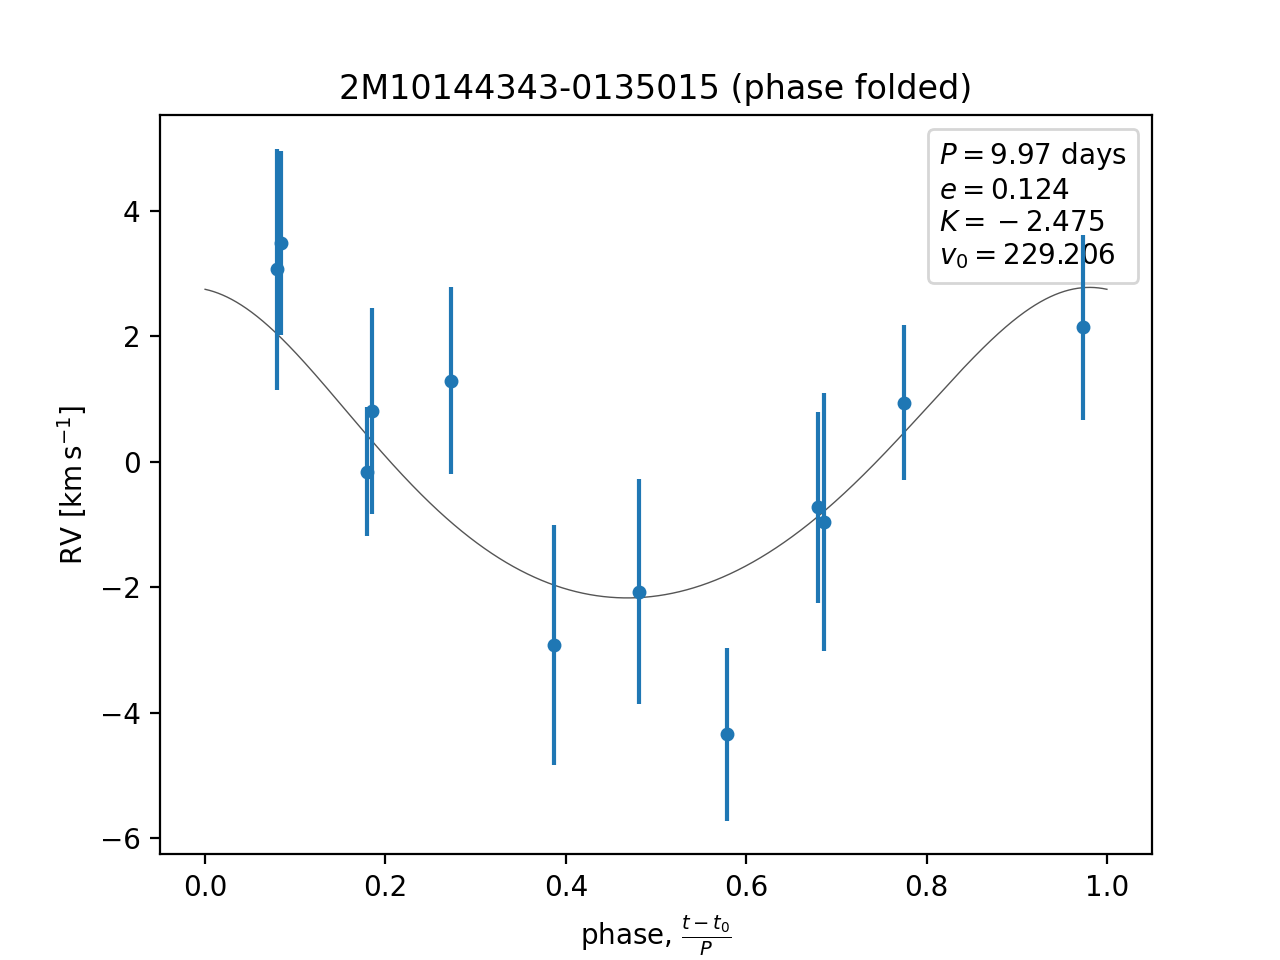 2M10144343-0135015 (phase folded)
P = 9.97 days
e = 0.124
K = −2.475
v₀ = 229.206
RV [km s⁻¹]
4
2
0
−2
−4
−6
0.0 0.2 0.4 0.6 0.8 1.0
phase, (t − t₀)/P